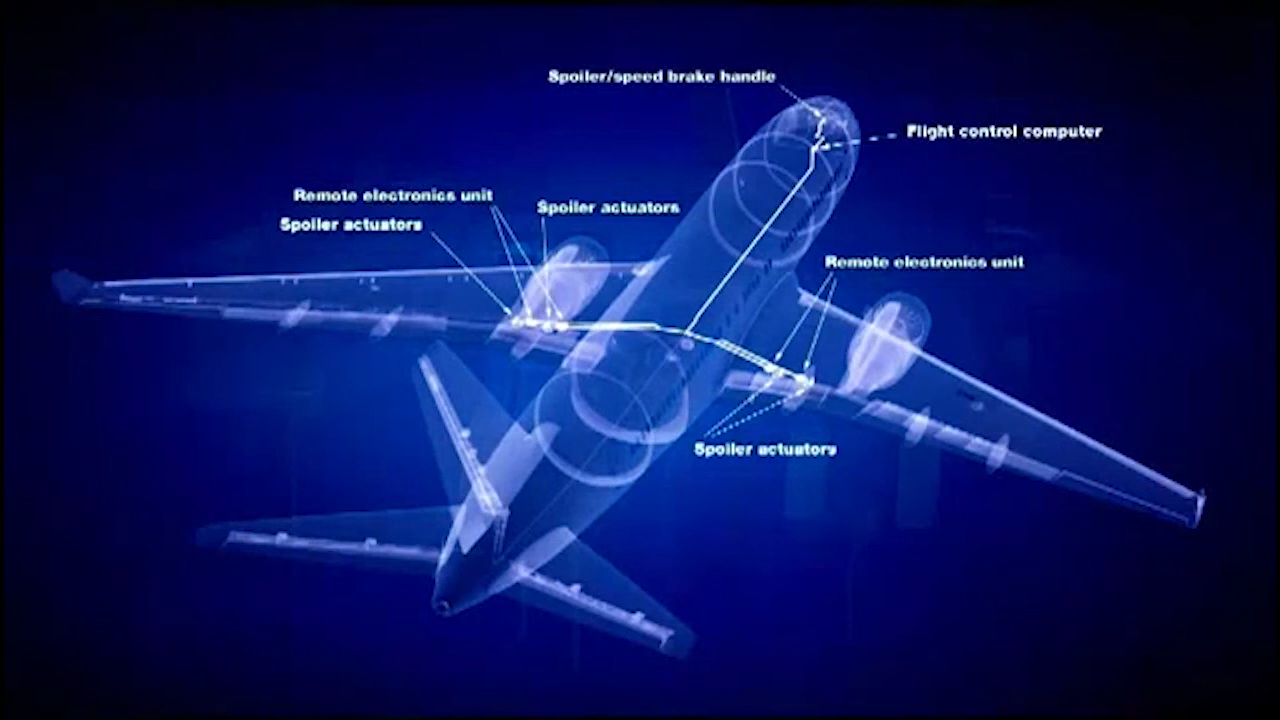 Spoiler/speed brake handle
Flight control computer
Remote electronics unit
Spoiler actuators
Spoiler actuators
Remote electronics unit
Spoiler actuators